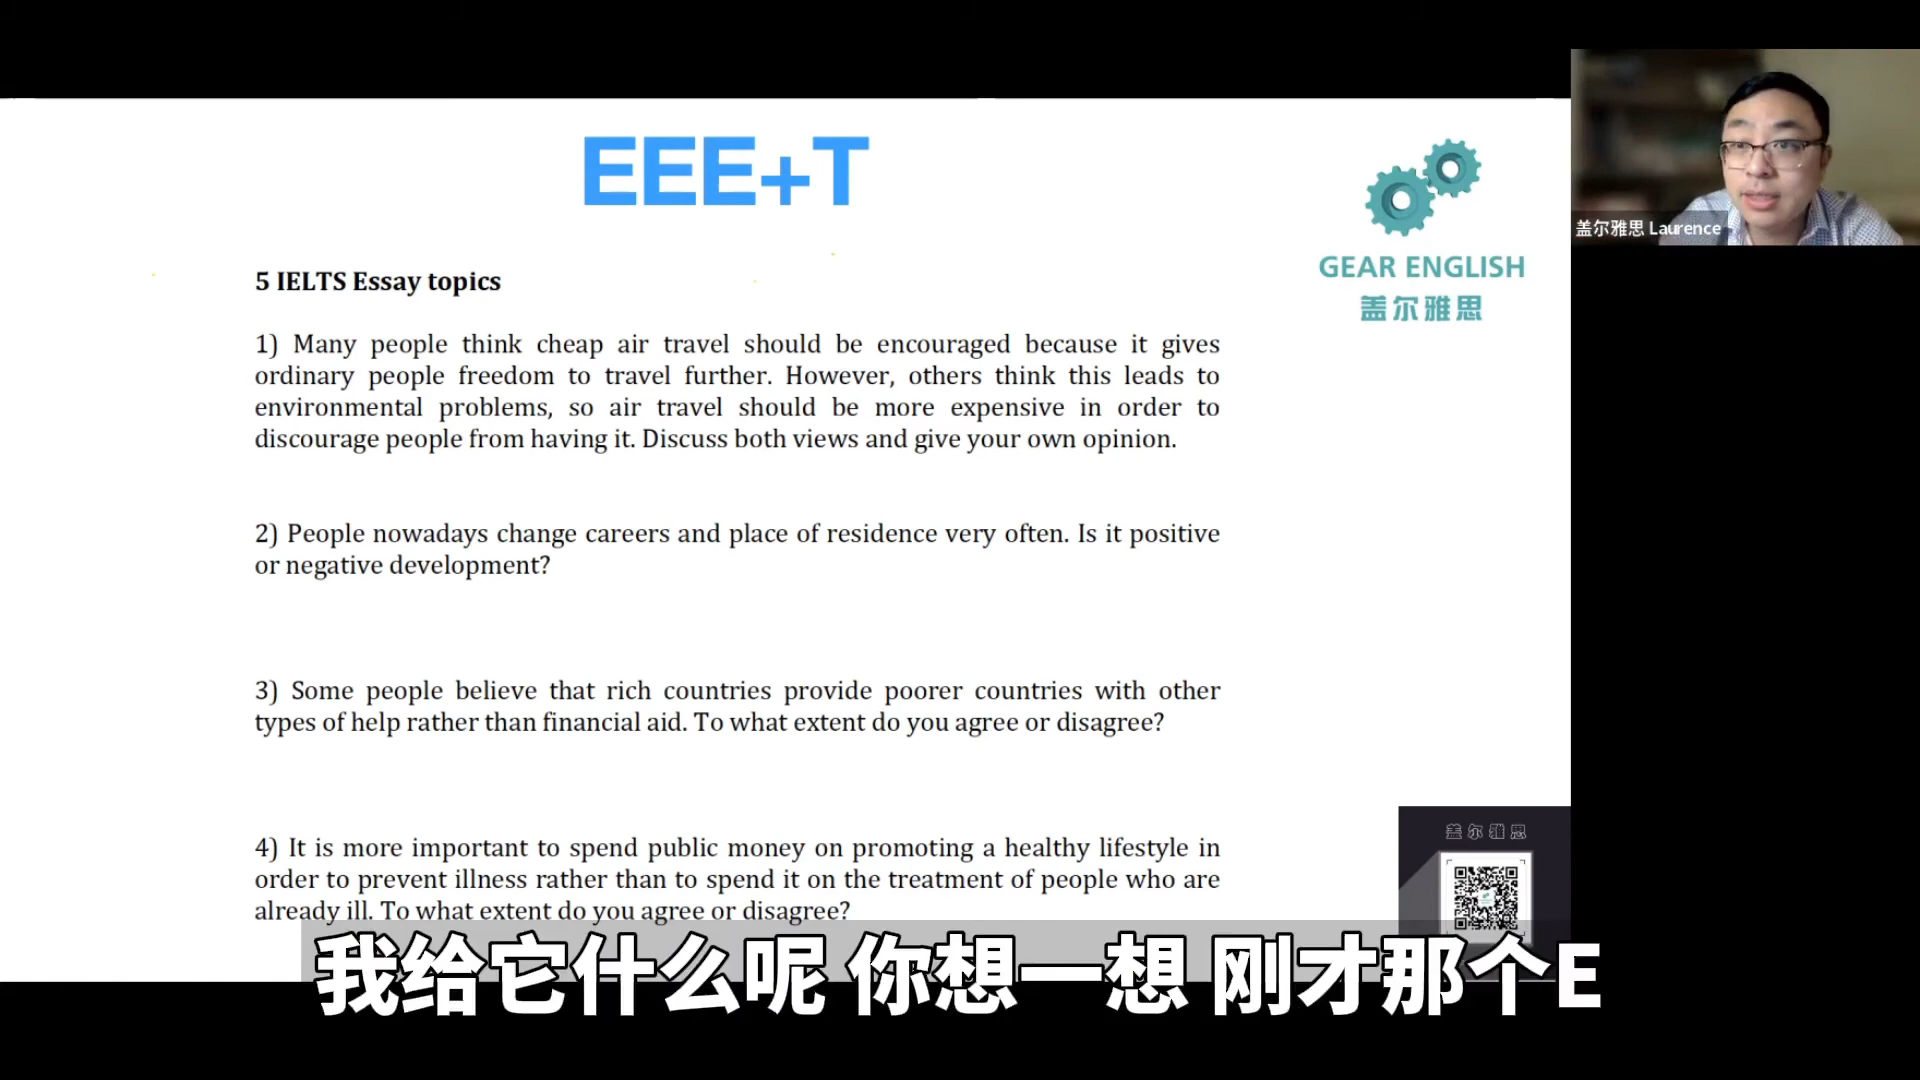 EEE+T
盖尔雅思 Laurence
GEAR ENGLISH
盖尔雅思
5 IELTS Essay topics
1) Many people think cheap air travel should be encouraged because it gives
ordinary people freedom to travel further. However, others think this leads to
environmental problems, so air travel should be more expensive in order to
discourage people from having it. Discuss both views and give your own opinion.
2) People nowadays change careers and place of residence very often. Is it positive
or negative development?
3) Some people believe that rich countries provide poorer countries with other
types of help rather than financial aid. To what extent do you agree or disagree?
4) It is more important to spend public money on promoting a healthy lifestyle in
order to prevent illness rather than to spend it on the treatment of people who are
already ill. To what extent do you agree or disagree?
盖尔雅思
我给它什么呢 你想一想 刚才那个E